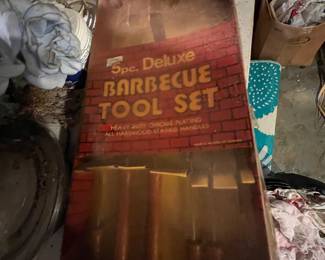 5pc. Deluxe
BARBECUE
TOOL SET
HEAVY DUTY CHROME PLATING
ALL HARDWOOD STAINED HANDLES